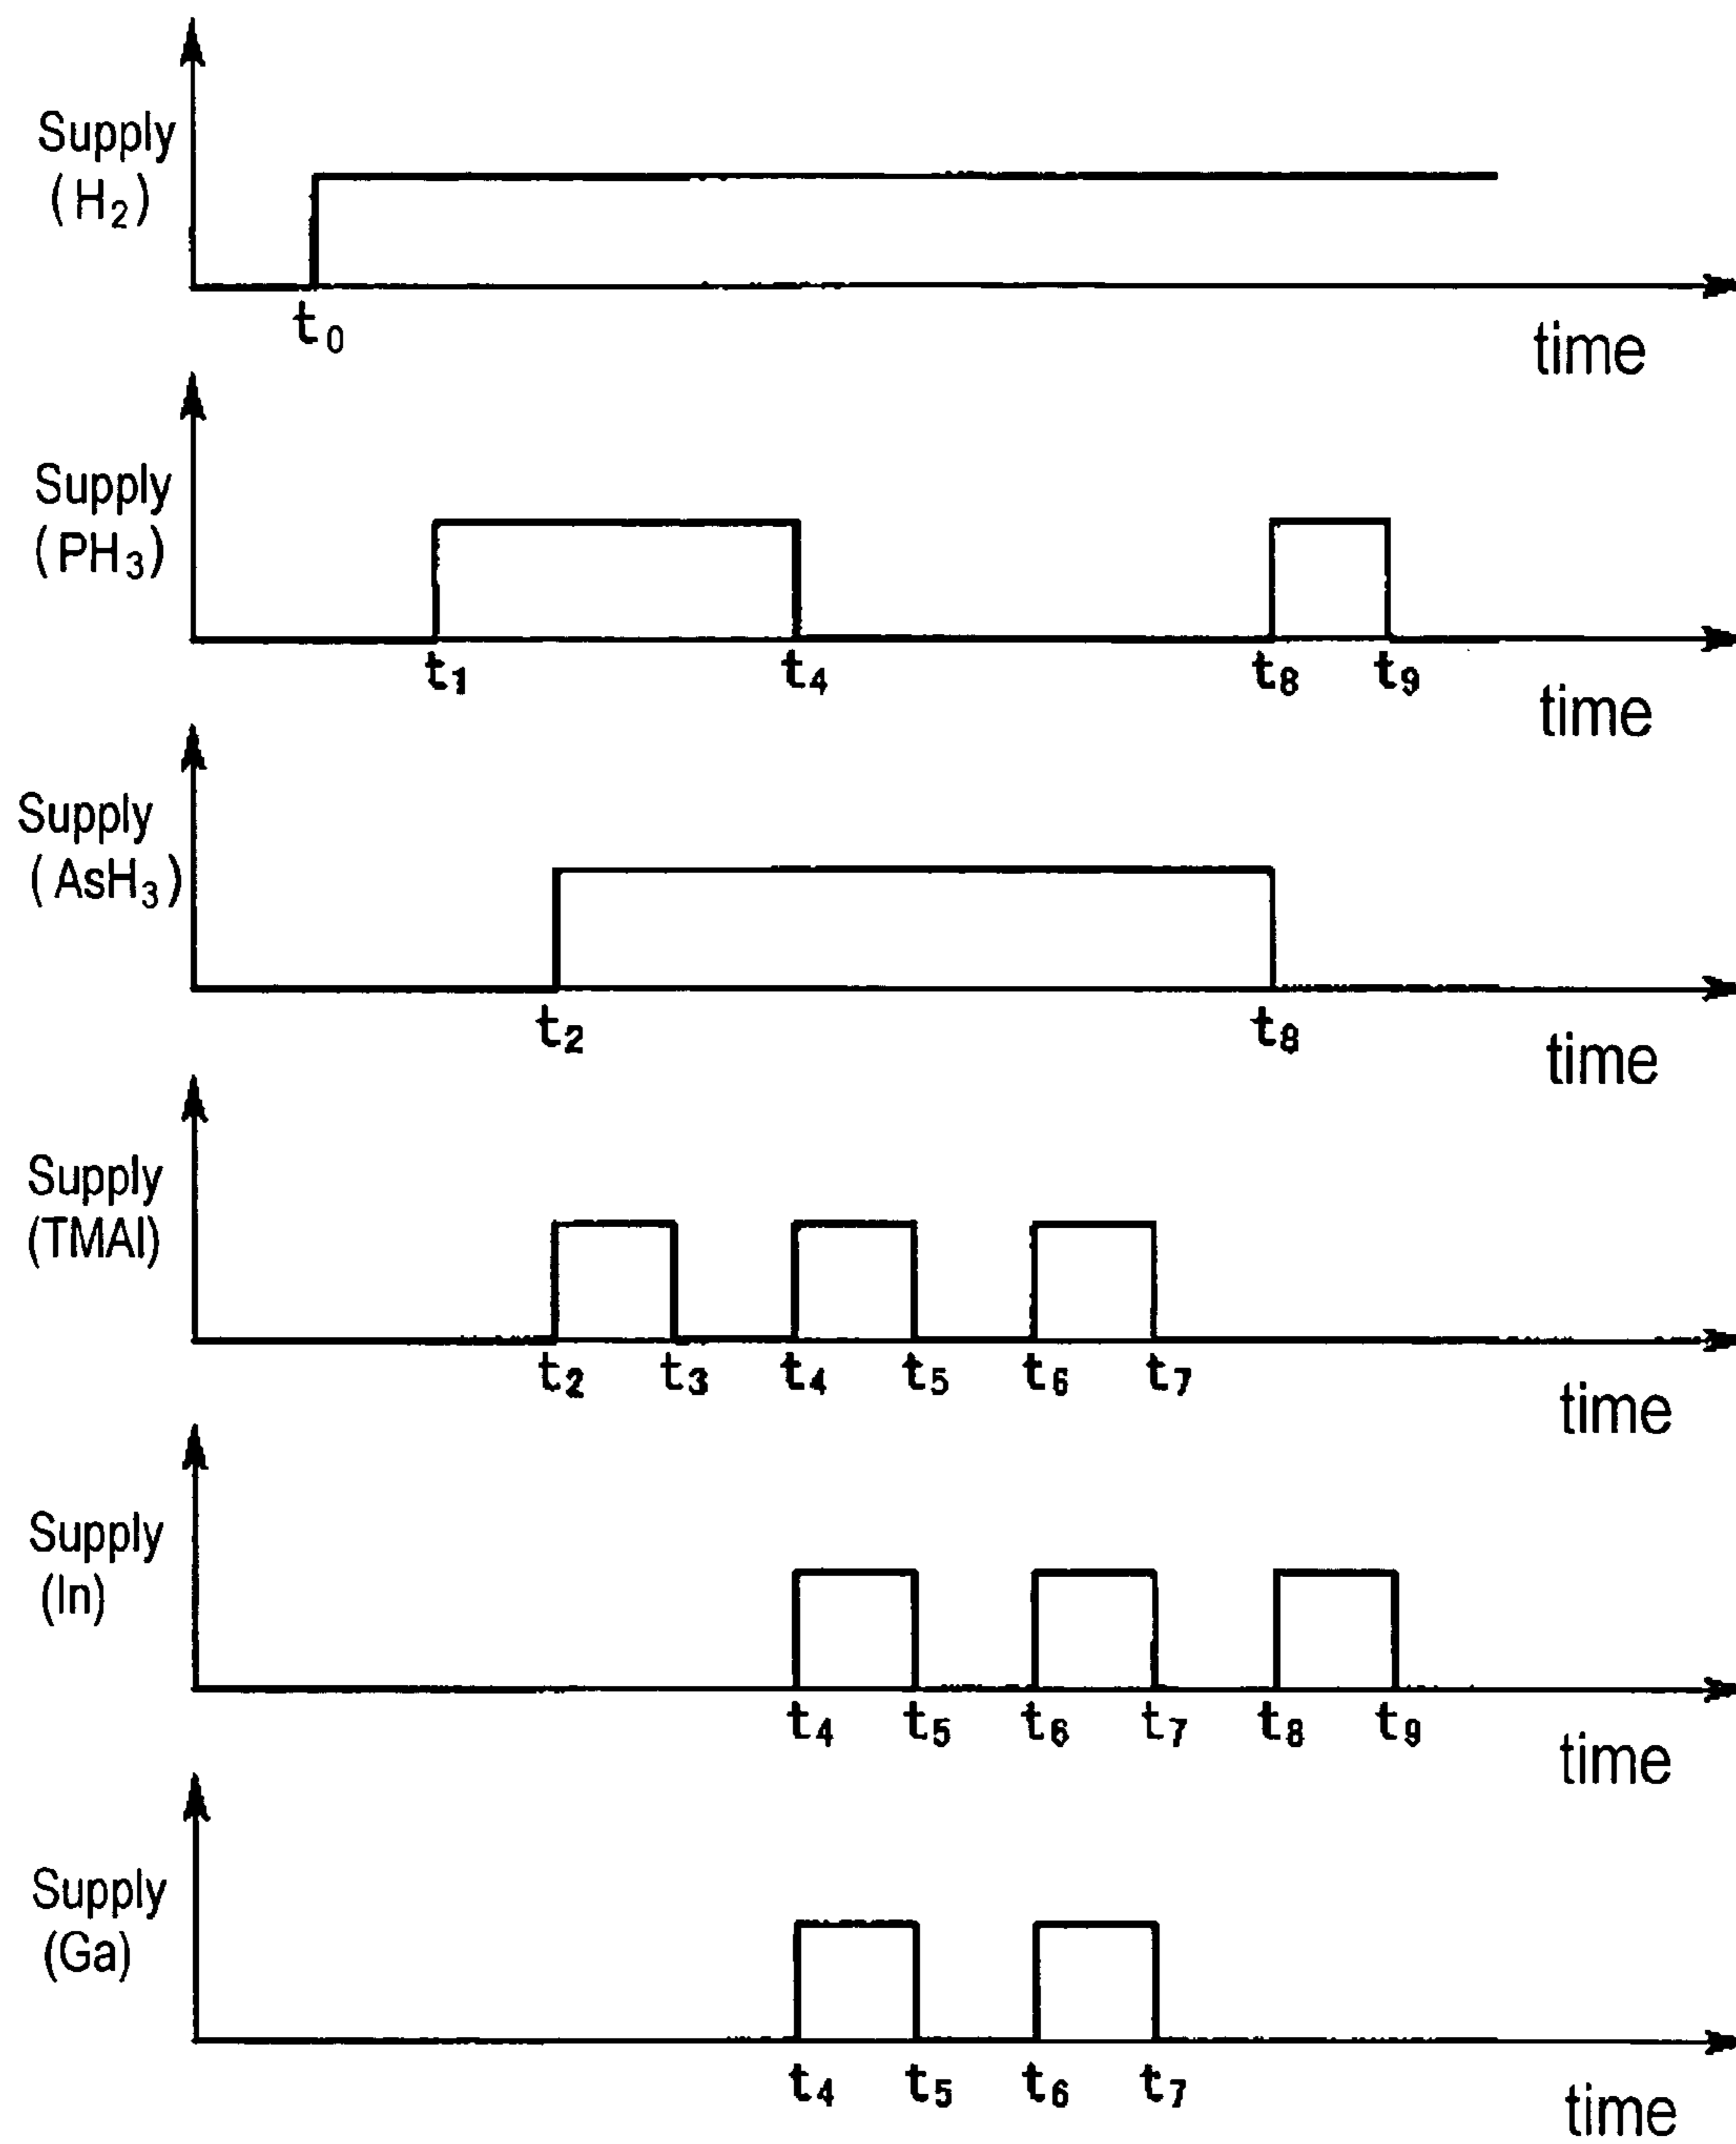 Supply
(H₂)
t₀
time
Supply
(PH₃)
t₁ t₄ t₈ t₉
time
Supply
(AsH₃)
t₂ t₈
time
Supply
(TMAl)
t₂ t₃ t₄ t₅ t₆ t₇
time
Supply
(In)
t₄ t₅ t₆ t₇ t₈ t₉
time
Supply
(Ga)
t₄ t₅ t₆ t₇
time